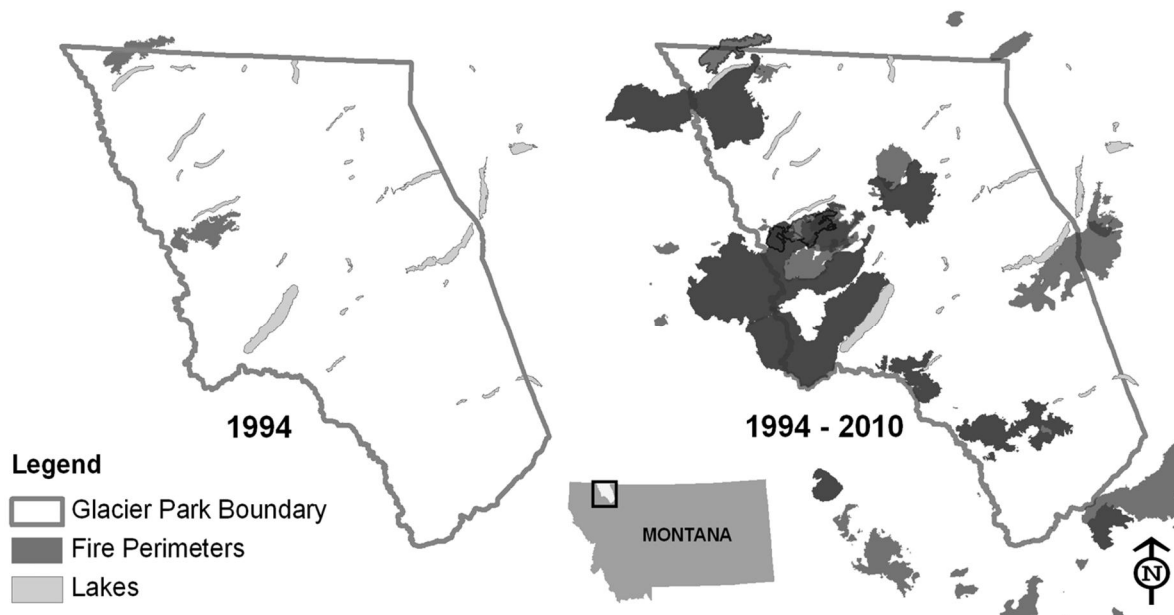 1994
1994 - 2010
Legend
Glacier Park Boundary
Fire Perimeters
Lakes
MONTANA
N